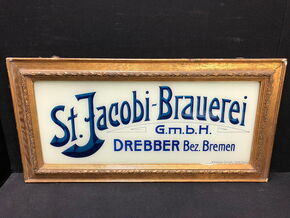 St. Jacobi-Brauerei
G.m.b.H.
DREBBER Bez. Bremen